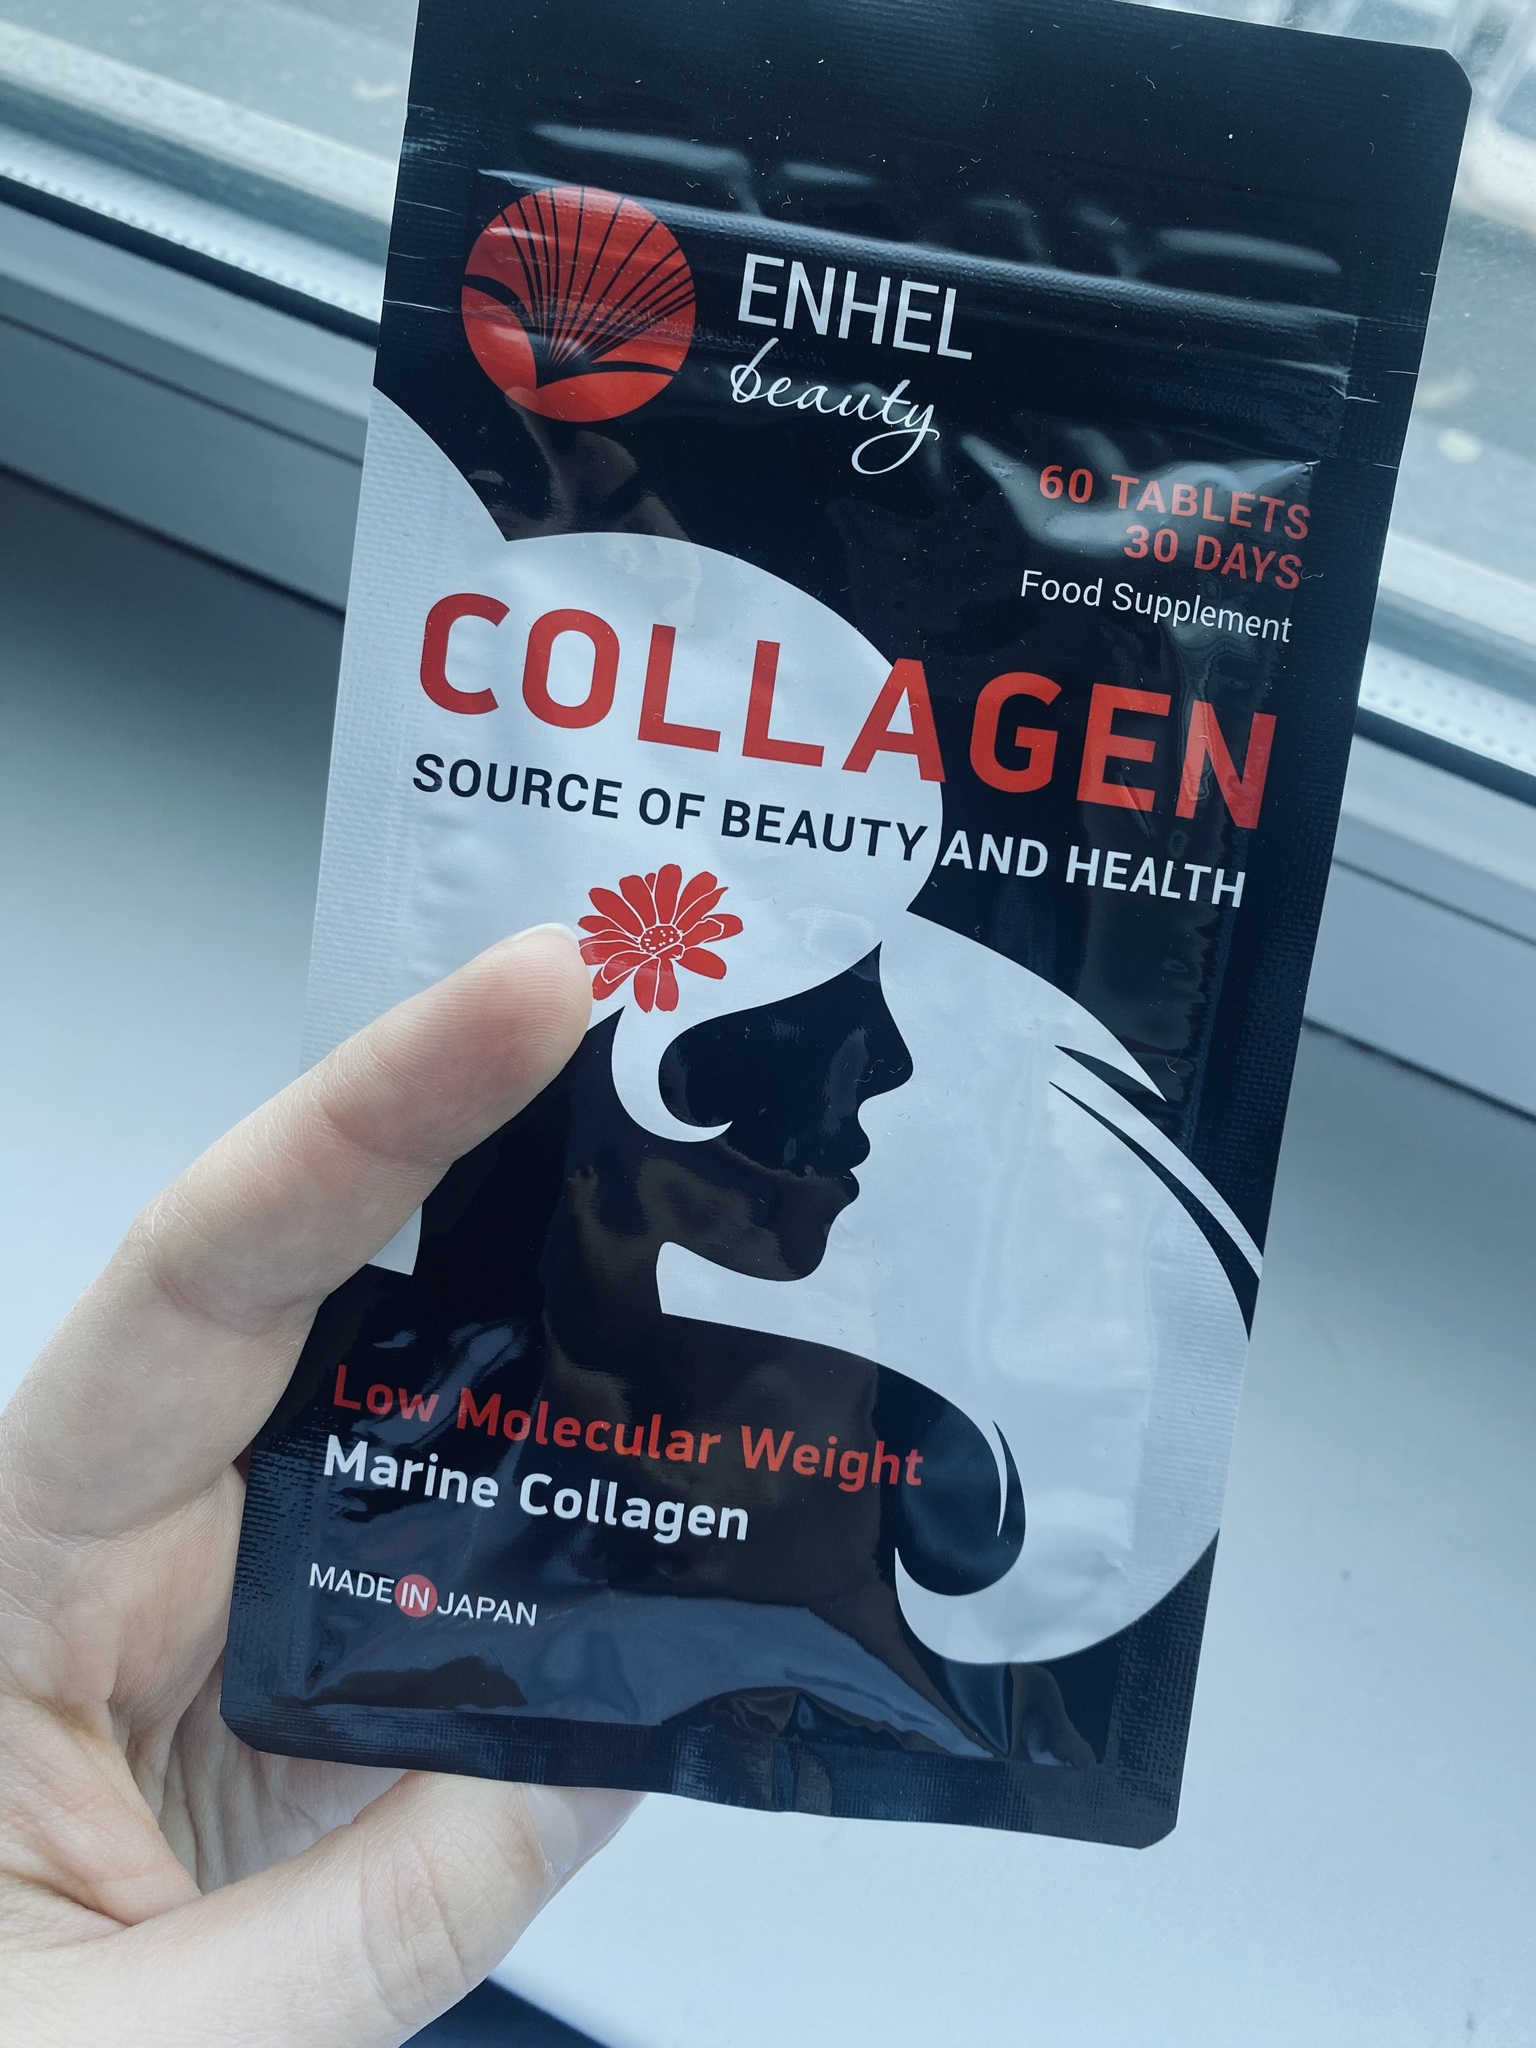 ENHEL
beauty
60 TABLETS
30 DAYS
Food Supplement
COLLAGEN
SOURCE OF BEAUTY AND HEALTH
Low Molecular Weight
Marine Collagen
MADE IN JAPAN